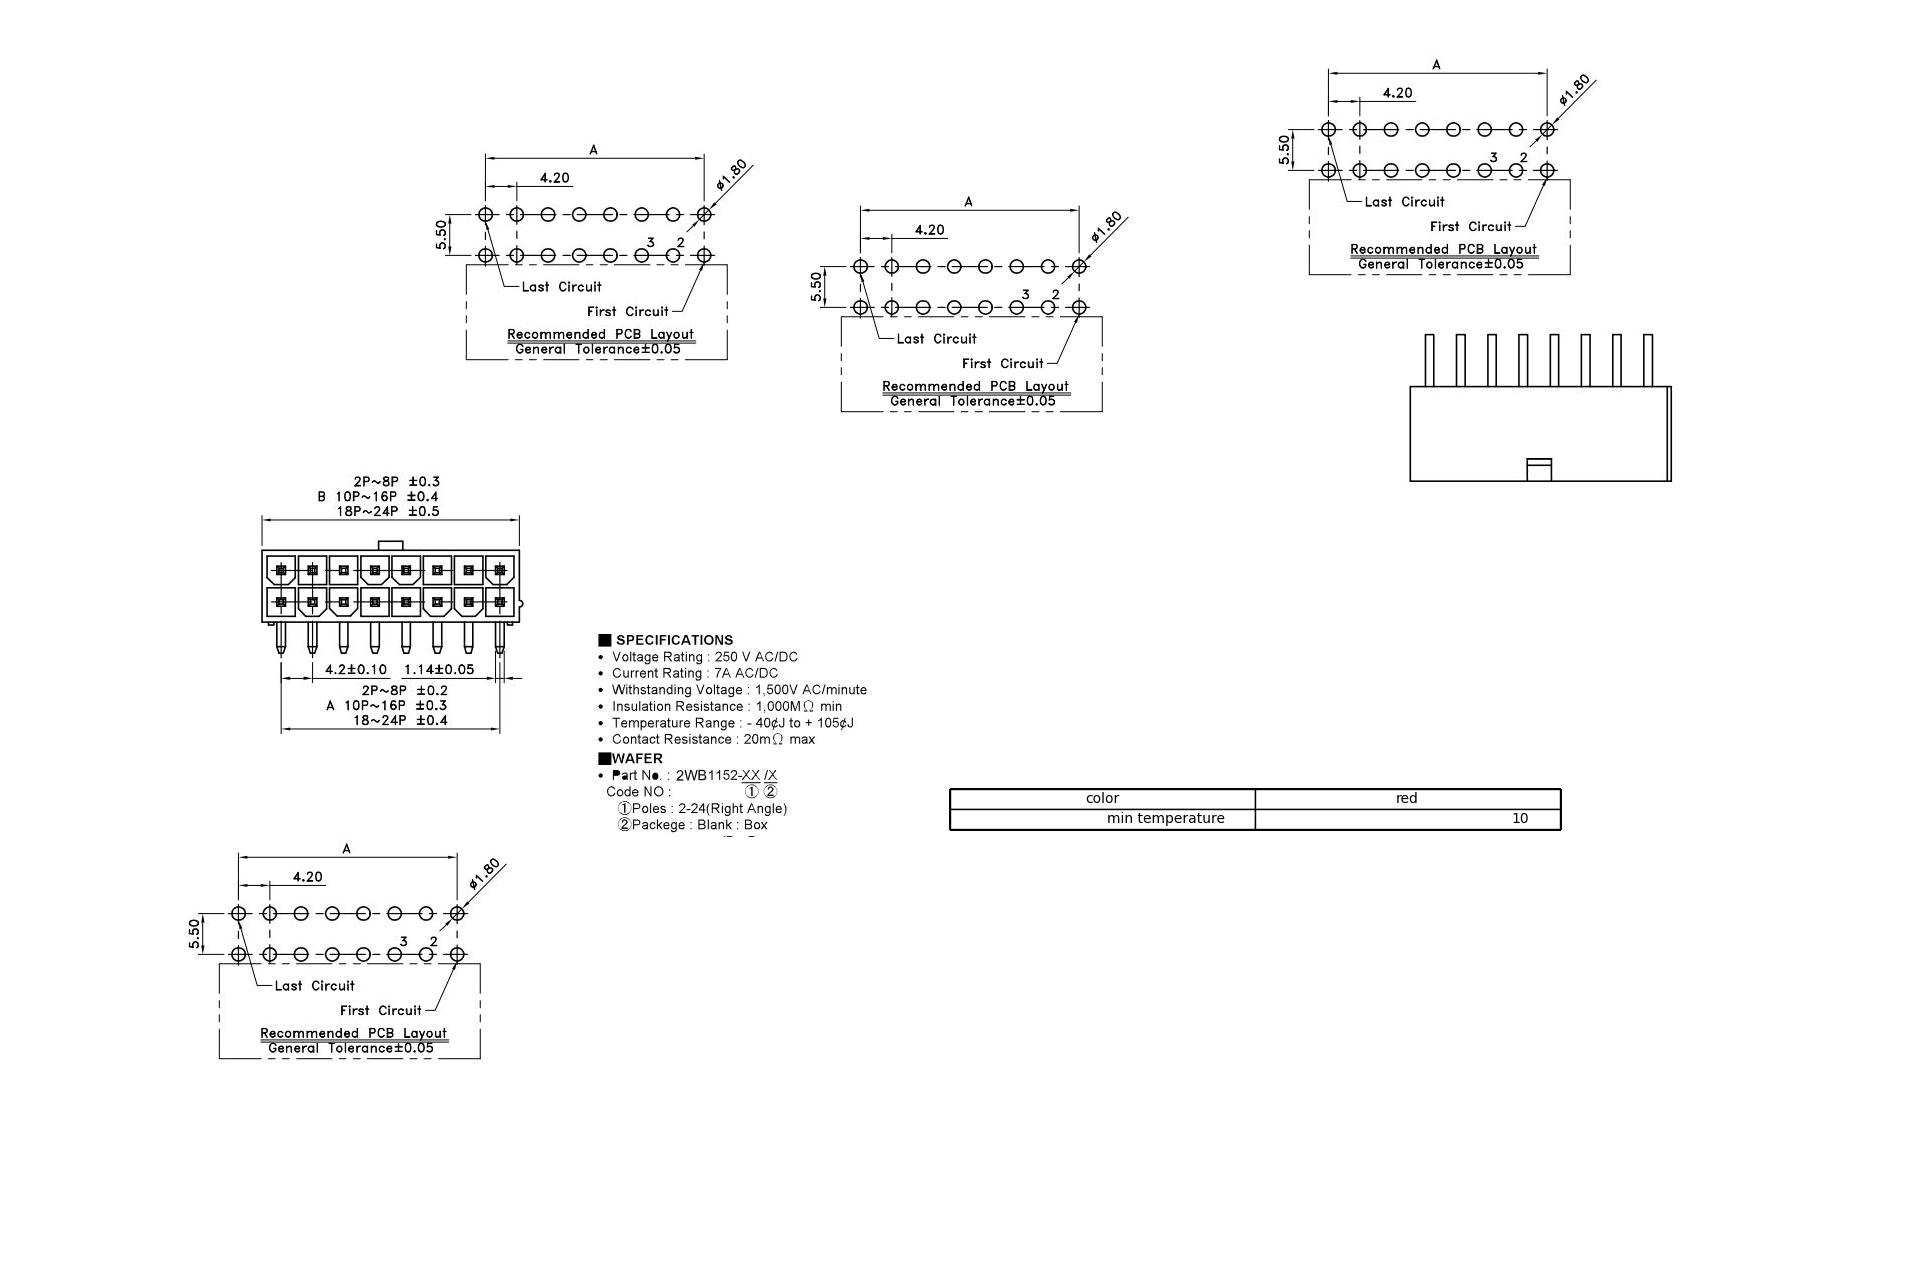 A
4.20
ø1.80
5.50
3 2
Last Circuit
First Circuit
Recommended PCB Layout
General Tolerance±0.05
A
4.20
ø1.80
5.50
3 2
Last Circuit
First Circuit
Recommended PCB Layout
General Tolerance±0.05
A
4.20
ø1.80
5.50
3 2
Last Circuit
First Circuit
Recommended PCB Layout
General Tolerance±0.05
2P~8P ±0.3
B 10P~16P ±0.4
18P~24P ±0.5
4.2±0.10 1.14±0.05
2P~8P ±0.2
A 10P~16P ±0.3
18~24P ±0.4
■ SPECIFICATIONS
• Voltage Rating : 250 V AC/DC
• Current Rating : 7A AC/DC
• Withstanding Voltage : 1,500V AC/minute
• Insulation Resistance : 1,000MΩ min
• Temperature Range : - 40¢J to + 105¢J
• Contact Resistance : 20mΩ max
■WAFER
• Part No. : 2WB1152-XX /X
Code NO : ① ②
①Poles : 2-24(Right Angle)
②Packege : Blank : Box
color red
min temperature 10
A
4.20
ø1.80
5.50
3 2
Last Circuit
First Circuit
Recommended PCB Layout
General Tolerance±0.05